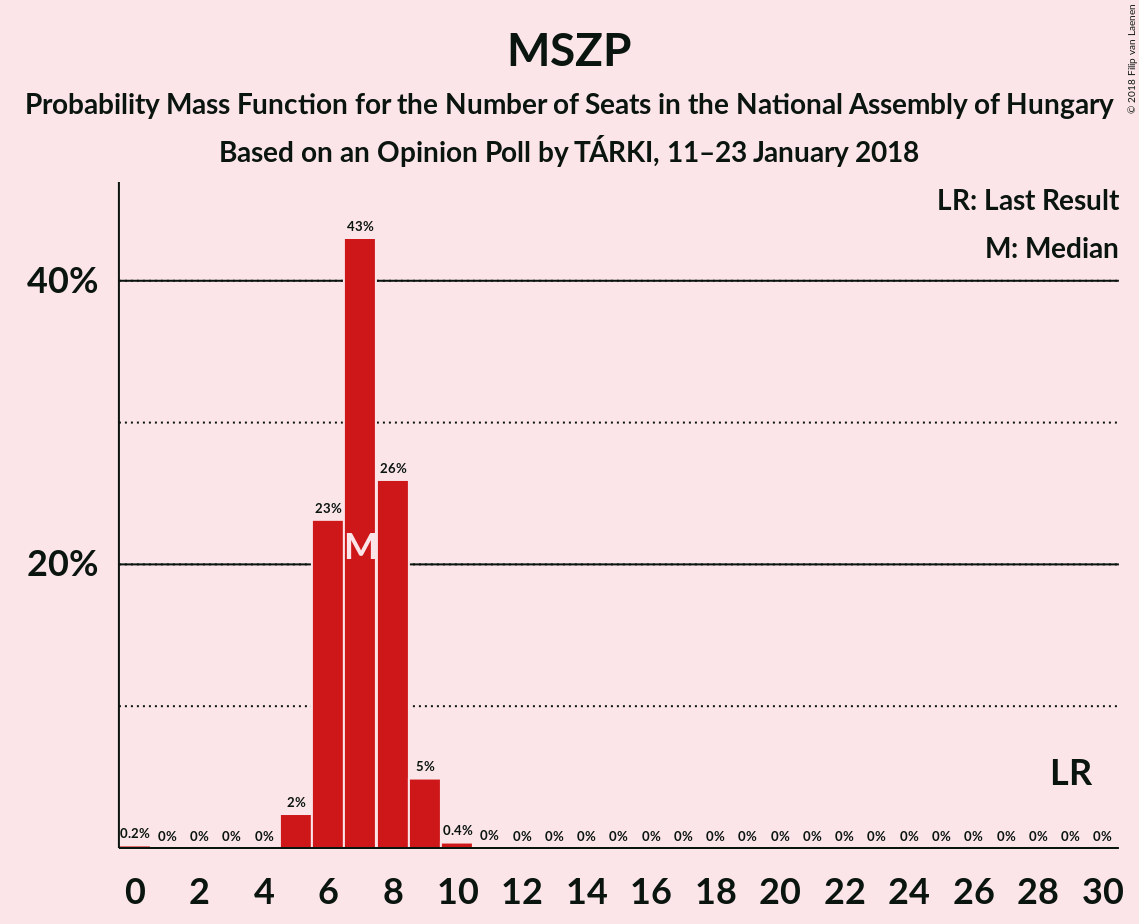 MSZP
Probability Mass Function for the Number of Seats in the National Assembly of Hungary
Based on an Opinion Poll by TÁRKI, 11–23 January 2018
© 2018 Filip van Laenen
LR: Last Result
M: Median
40%
20%
0.2% 0% 0% 0% 0% 2% 23% 43% 26% 5% 0.4% 0% 0% 0% 0% 0% 0% 0% 0% 0% 0% 0% 0% 0% 0% 0% 0% 0% 0% 0% 0%
M
LR
0 2 4 6 8 10 12 14 16 18 20 22 24 26 28 30